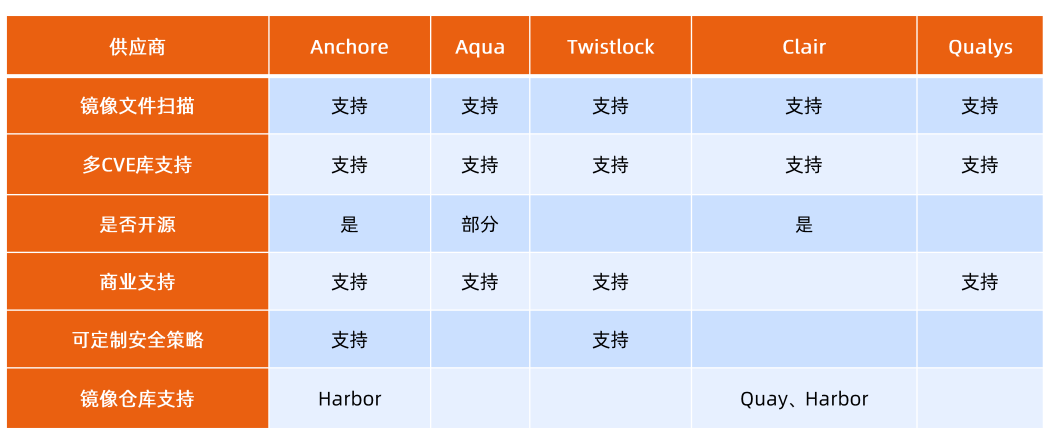 供应商 Anchore Aqua Twistlock Clair Qualys
镜像文件扫描 支持 支持 支持 支持 支持
多CVE库支持 支持 支持 支持 支持 支持
是否开源 是 部分 是
商业支持 支持 支持 支持 支持
可定制安全策略 支持 支持
镜像仓库支持 Harbor Quay、Harbor